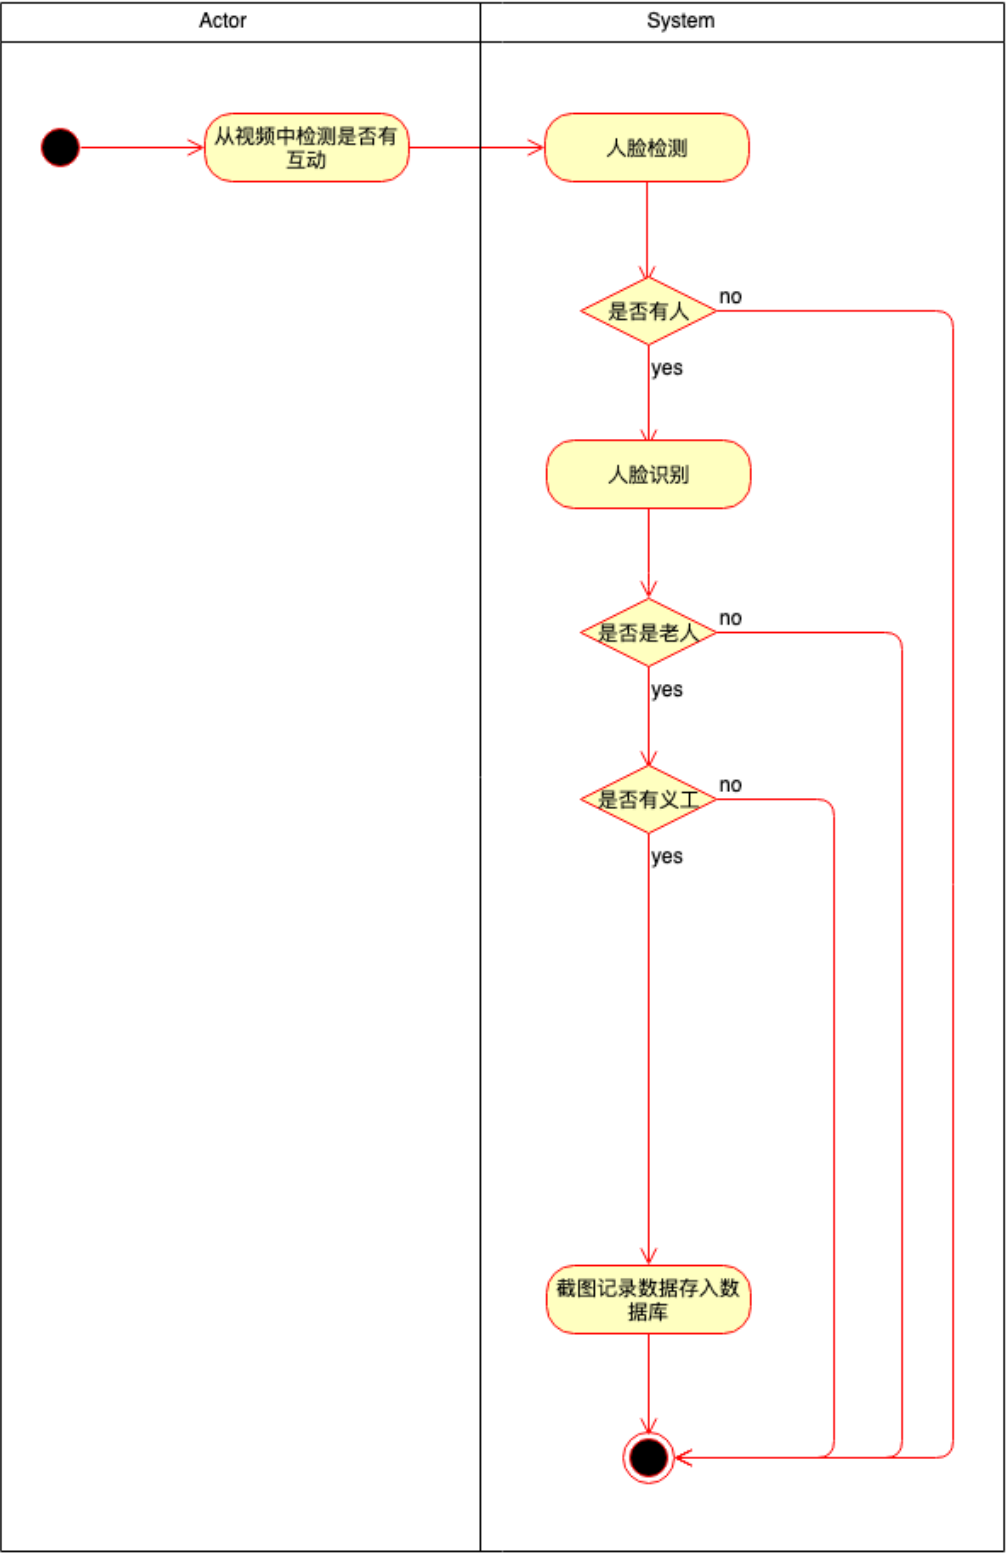 Actor
System
从视频中检测是否有
互动
人脸检测
是否有人
no
yes
人脸识别
是否是老人
no
yes
是否有义工
no
yes
截图记录数据存入数
据库